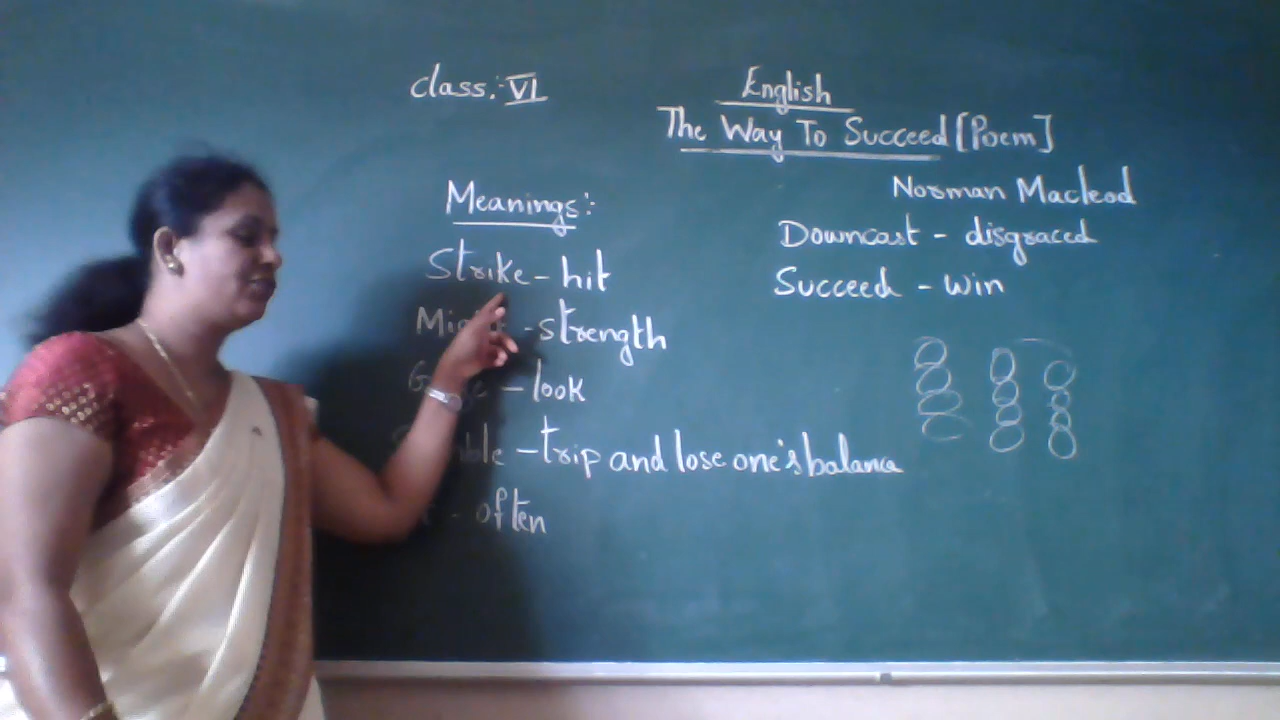 Class:- VI
English
The Way To Succeed [Poem]
Norman Macleod
Meanings:-
Strike - hit
- strength
- look
- trip and lose one's balance
- often
Downcast - disgraced
Succeed - win